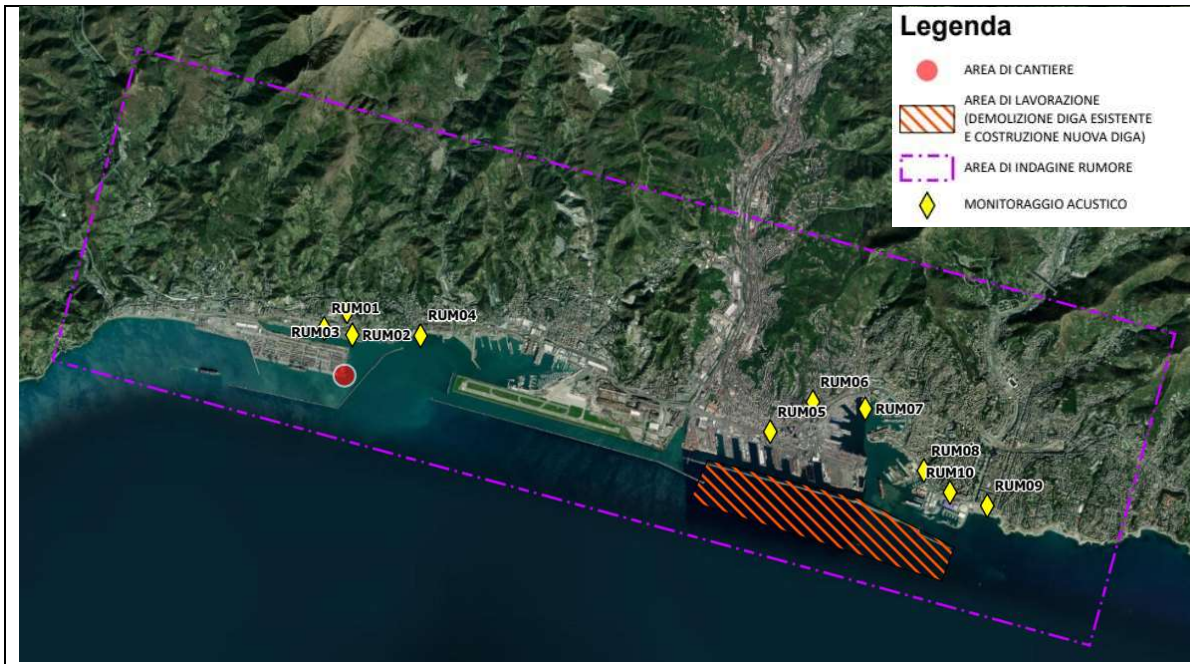 Legenda
AREA DI CANTIERE
AREA DI LAVORAZIONE
(DEMOLIZIONE DIGA ESISTENTE
E COSTRUZIONE NUOVA DIGA)
AREA DI INDAGINE RUMORE
MONITORAGGIO ACUSTICO
RUM01
RUM03
RUM02
RUM04
RUM06
RUM05
RUM07
RUM08
RUM10
RUM09